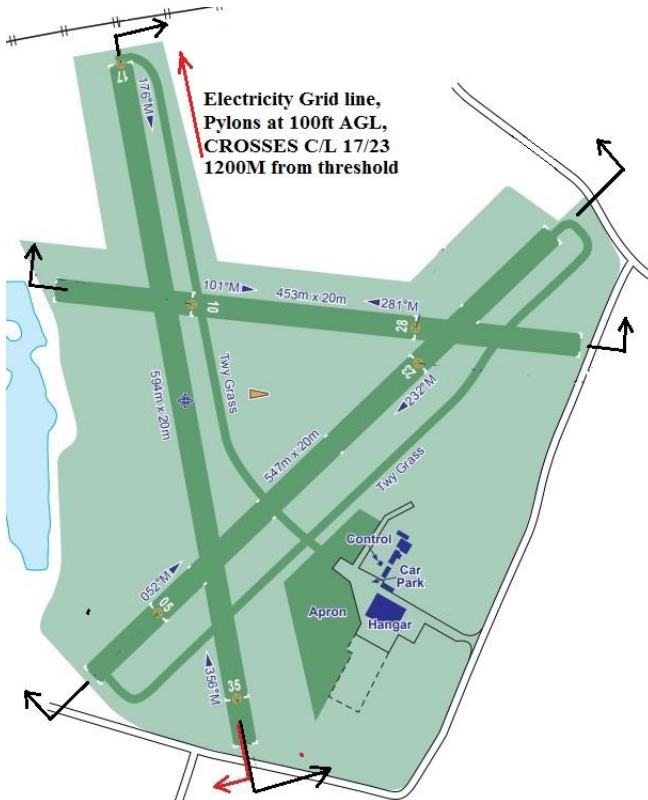 17
176°M
Electricity Grid line,
Pylons at 100ft AGL,
CROSSES C/L 17/23
1200M from threshold
101°M
453m x 20m
281°M
10
28
23
232°M
Twy Grass
594m x 20m
547m x 20m
Twy Grass
052°M
05
Control
Car
Park
Apron
Hangar
356°M
35